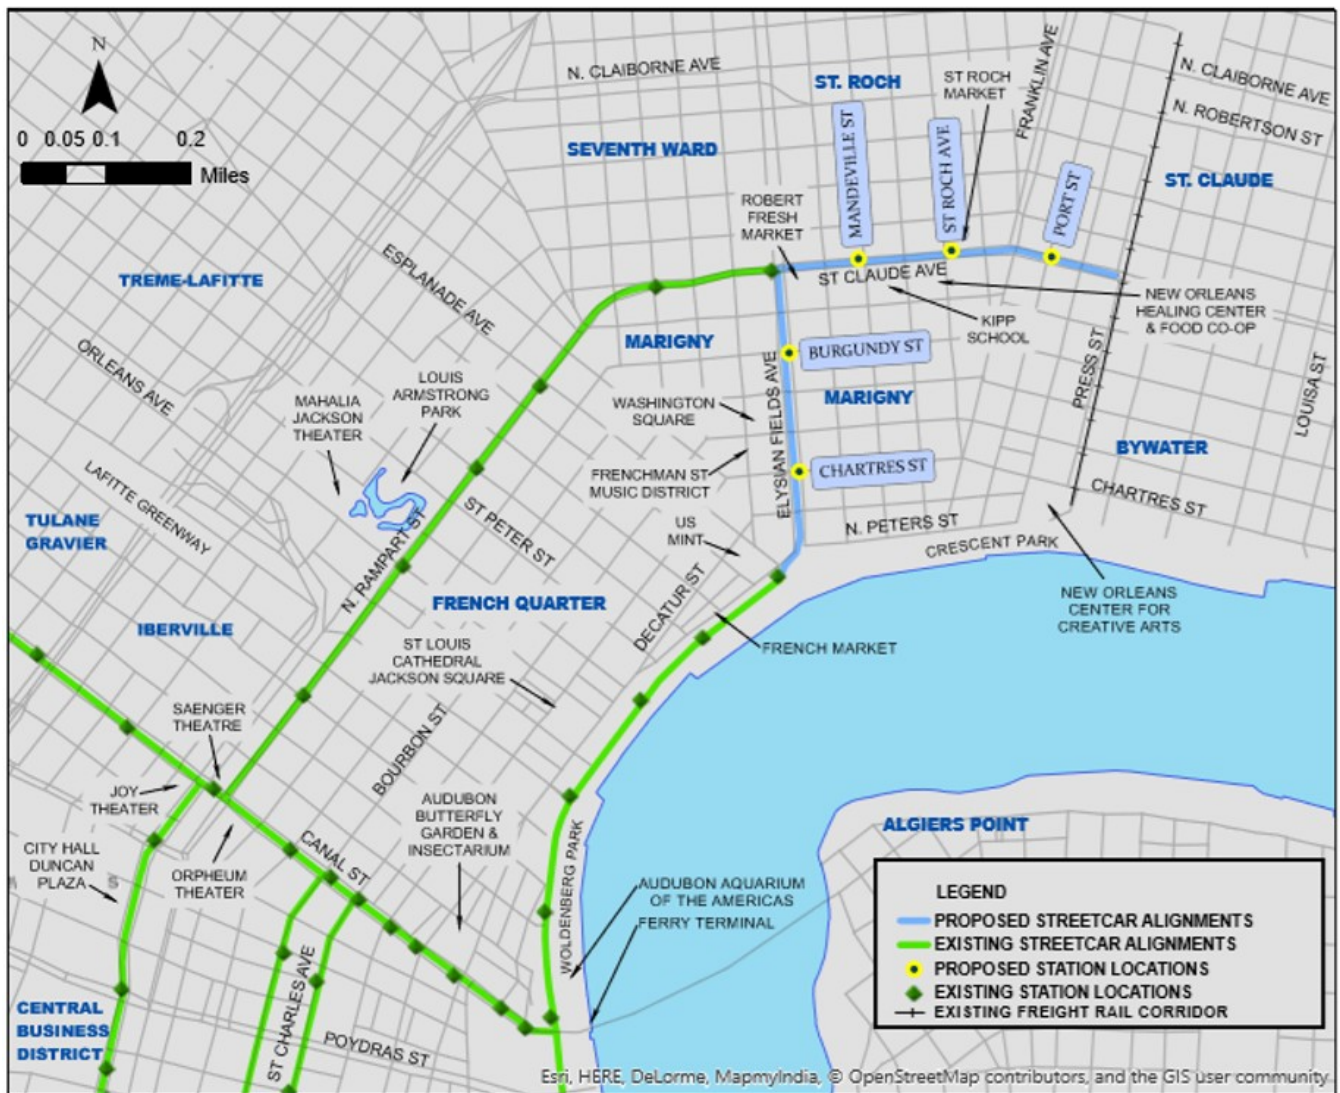 N
0 0.05 0.1 0.2
Miles
N. CLAIBORNE AVE
ST. ROCH
ST ROCH
MARKET
FRANKLIN AVE
N. CLAIBORNE AVE
N. ROBERTSON ST
SEVENTH WARD
MANDEVILLE ST
ST ROCH AVE
PORT ST
ST. CLAUDE
ROBERT
FRESH
MARKET
TREME-LAFITTE
ESPLANADE AVE
ST CLAUDE AVE
NEW ORLEANS
HEALING CENTER
& FOOD CO-OP
KIPP
SCHOOL
MARIGNY
BURGUNDY ST
ORLEANS AVE
LOUIS
ARMSTRONG
PARK
MAHALIA
JACKSON
THEATER
WASHINGTON
SQUARE
ELYSIAN FIELDS AVE
MARIGNY
PRESS ST
LOUISA ST
BYWATER
FRENCHMAN ST
MUSIC DISTRICT
CHARTRES ST
CHARTRES ST
LAFITTE GREENWAY
TULANE
GRAVIER
ST PETER ST
US
MINT
N. PETERS ST
CRESCENT PARK
N. RAMPART ST
FRENCH QUARTER
DECATUR ST
NEW ORLEANS
CENTER FOR
CREATIVE ARTS
IBERVILLE
ST LOUIS
CATHEDRAL
JACKSON SQUARE
FRENCH MARKET
SAENGER
THEATRE
BOURBON ST
JOY
THEATER
AUDUBON
BUTTERFLY
GARDEN &
INSECTARIUM
ALGIERS POINT
CITY HALL
DUNCAN
PLAZA
ORPHEUM
THEATER
CANAL ST
WOLDENBERG PARK
AUDUBON AQUARIUM
OF THE AMERICAS
FERRY TERMINAL
ST CHARLES AVE
CENTRAL
BUSINESS
DISTRICT
POYDRAS ST
LEGEND
PROPOSED STREETCAR ALIGNMENTS
EXISTING STREETCAR ALIGNMENTS
PROPOSED STATION LOCATIONS
EXISTING STATION LOCATIONS
EXISTING FREIGHT RAIL CORRIDOR
Esri, HERE, DeLorme, MapmyIndia, © OpenStreetMap contributors, and the GIS user community